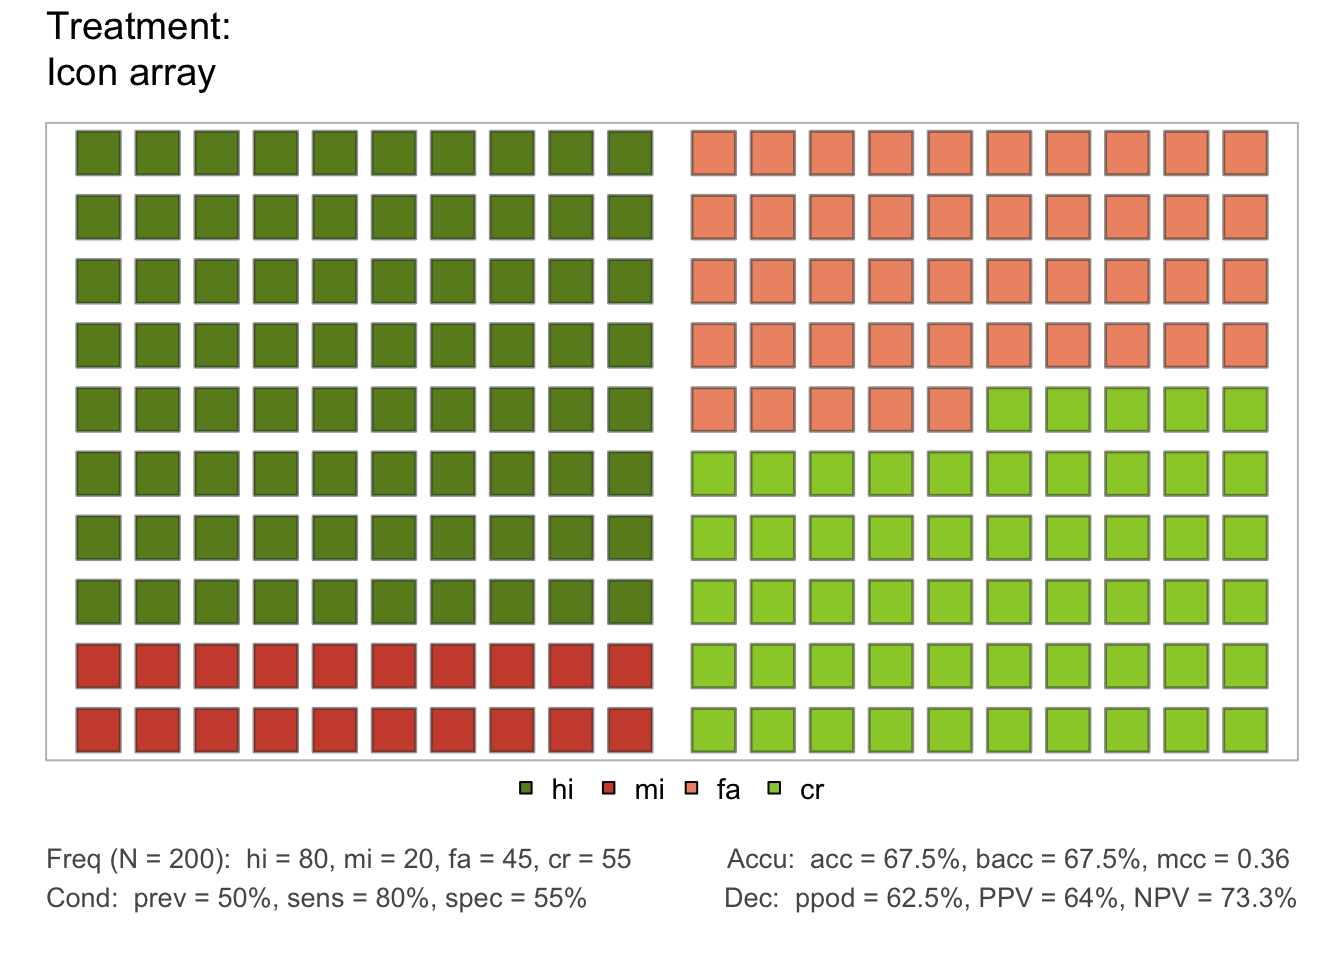 Treatment:
Icon array
hi mi fa cr
Freq (N = 200):  hi = 80, mi = 20, fa = 45, cr = 55
Accu:  acc = 67.5%, bacc = 67.5%, mcc = 0.36
Cond:  prev = 50%, sens = 80%, spec = 55%
Dec:  ppod = 62.5%, PPV = 64%, NPV = 73.3%